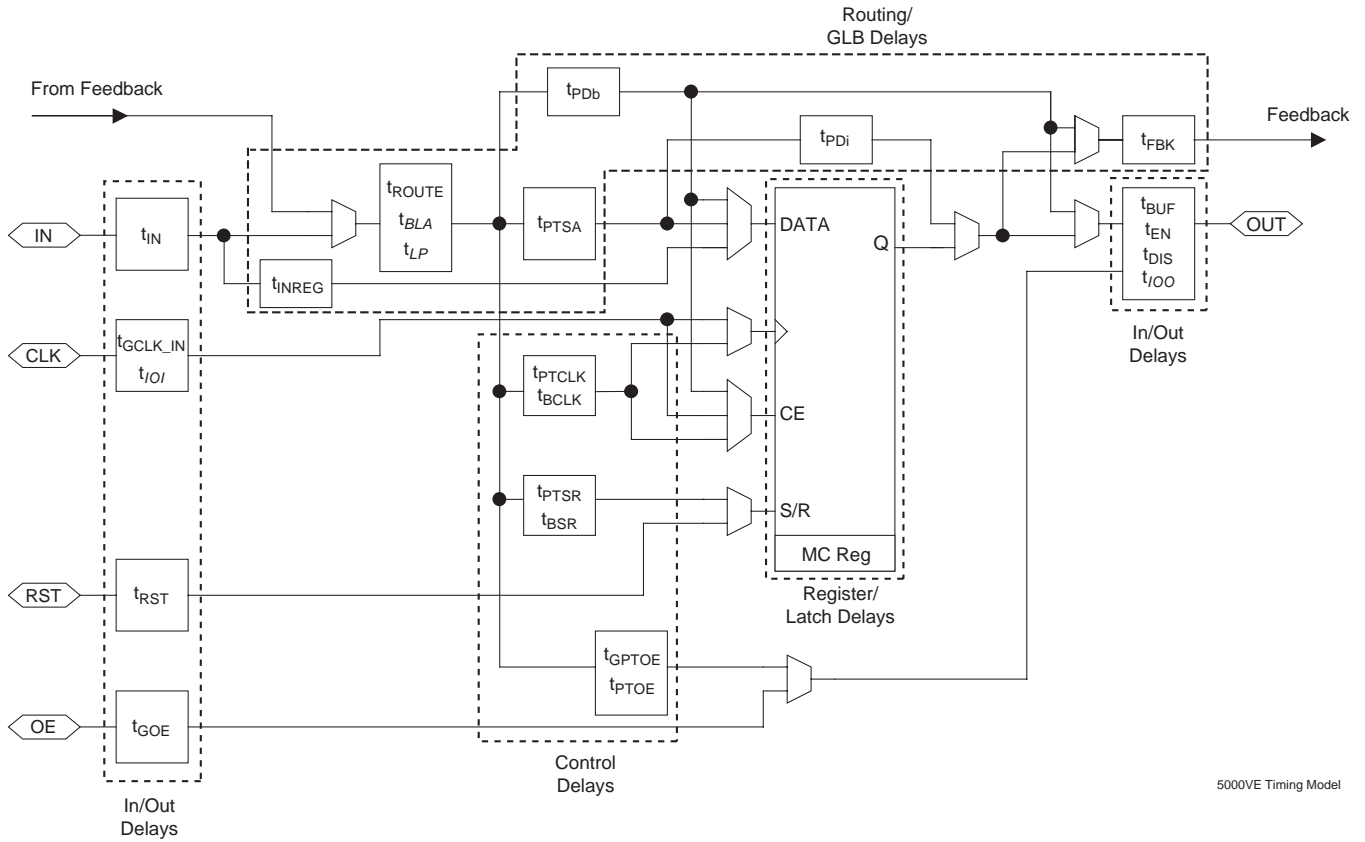 Routing/
GLB Delays
From Feedback
tPDb
Feedback
tPDi
tFBK
tROUTE
tBLA
tLP
tPTSA
DATA
Q
tBUF
tEN
tDIS
tIOO
OUT
IN
tIN
tINREG
CLK
tGCLK_IN
tIOI
In/Out
Delays
tPTCLK
tBCLK
CE
tPTSR
tBSR
S/R
MC Reg
RST
tRST
Register/
Latch Delays
tGPTOE
tPTOE
OE
tGOE
Control
Delays
5000VE Timing Model
In/Out
Delays